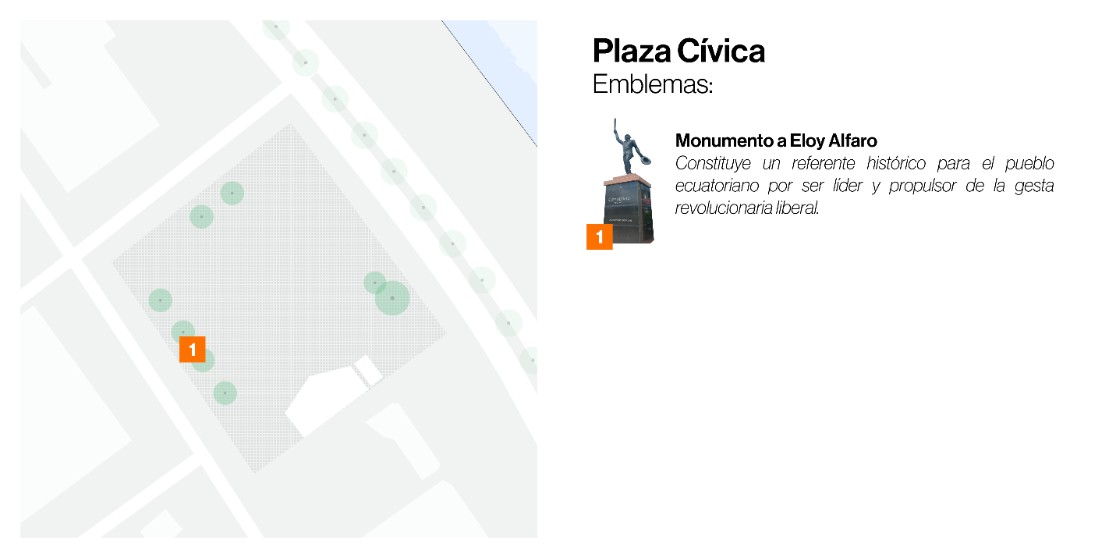 Plaza Cívica
Emblemas:
Monumento a Eloy Alfaro
Constituye un referente histórico para el pueblo
ecuatoriano por ser líder y propulsor de la gesta
revolucionaria liberal.
1
1